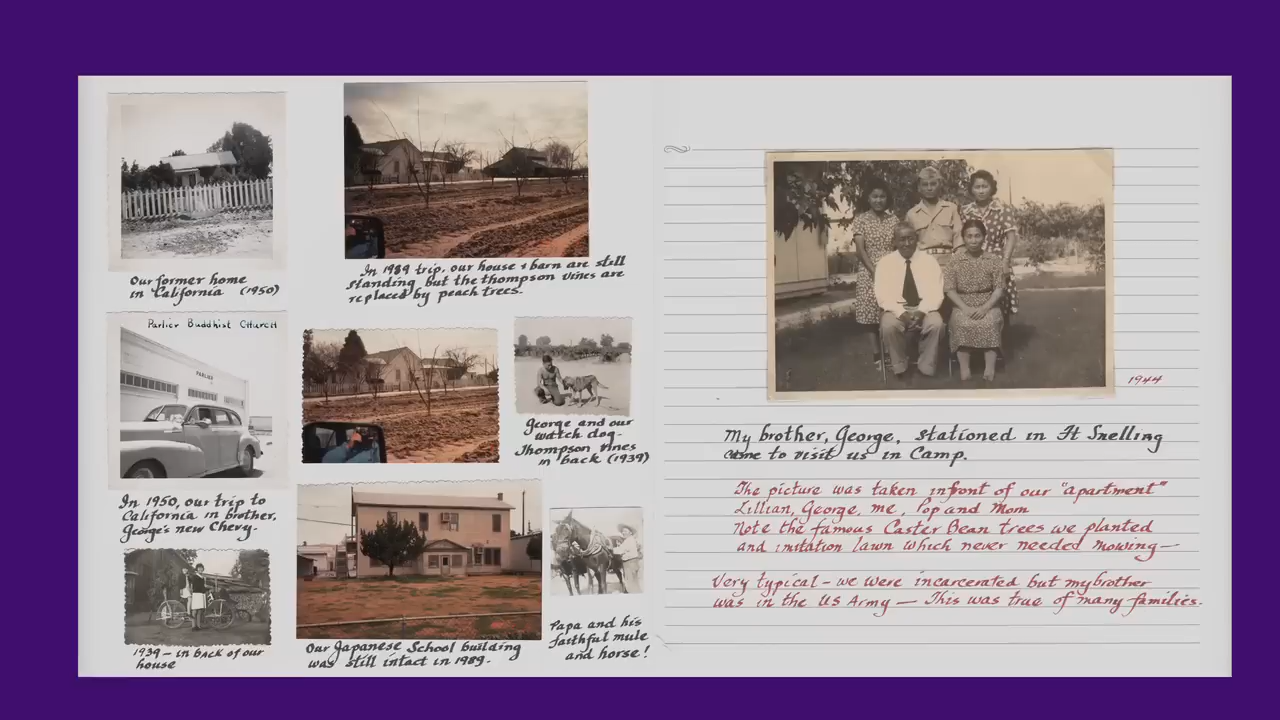 Our former home
in California (1950)
In 1989 trip, our house & barn are still
standing but the thompson vines are
replaced by peach trees.
Parlier Buddhist Church
PARLIER
In 1950, our trip to
California in brother,
George's new Chevy-
George and our
watch dog-
Thompson vines
in back (1939)
1939 - in back of our
house
Our Japanese School building
was still intact in 1989.
Papa and his
faithful mule
and horse!
1944
My brother, George, stationed in Ft Snelling
came to visit us in Camp.
The picture was taken infront of our "apartment"
Lillian, George, me, Pop and Mom
Note the famous Caster Bean trees we planted
and imitation lawn which never needed mowing—
Very typical - we were incarcerated but my brother
was in the US Army — This was true of many families.